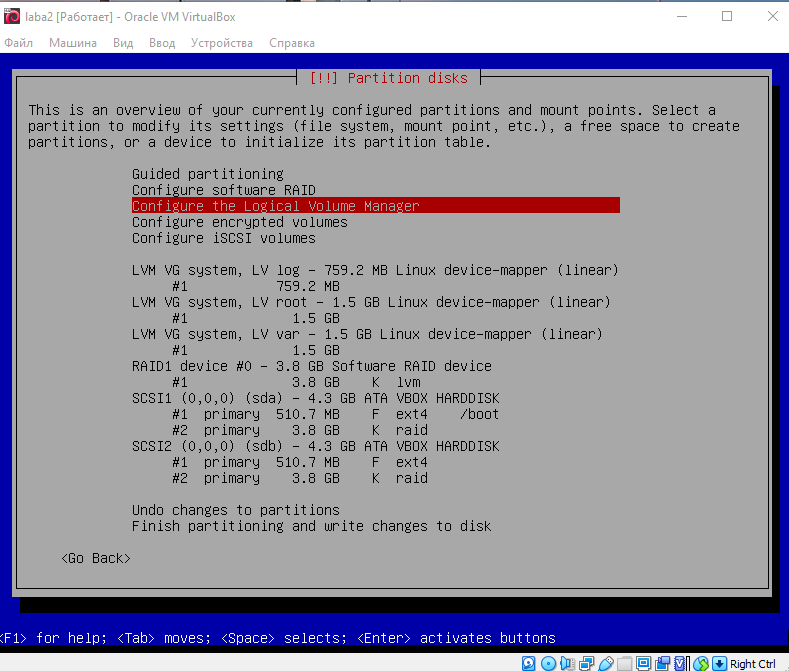 laba2 [Работает] - Oracle VM VirtualBox
Файл Машина Вид Ввод Устройства Справка
[!!] Partition disks
This is an overview of your currently configured partitions and mount points. Select a
partition to modify its settings (file system, mount point, etc.), a free space to create
partitions, or a device to initialize its partition table.
Guided partitioning
Configure software RAID
Configure the Logical Volume Manager
Configure encrypted volumes
Configure iSCSI volumes
LVM VG system, LV log - 759.2 MB Linux device-mapper (linear)
#1 759.2 MB
LVM VG system, LV root - 1.5 GB Linux device-mapper (linear)
#1 1.5 GB
LVM VG system, LV var - 1.5 GB Linux device-mapper (linear)
#1 1.5 GB
RAID1 device #0 - 3.8 GB Software RAID device
#1 3.8 GB K lvm
SCSI1 (0,0,0) (sda) - 4.3 GB ATA VBOX HARDDISK
#1 primary 510.7 MB F ext4 /boot
#2 primary 3.8 GB K raid
SCSI2 (0,0,0) (sdb) - 4.3 GB ATA VBOX HARDDISK
#1 primary 510.7 MB F ext4
#2 primary 3.8 GB K raid
Undo changes to partitions
Finish partitioning and write changes to disk
<Go Back>
<F1> for help; <Tab> moves; <Space> selects; <Enter> activates buttons
Right Ctrl